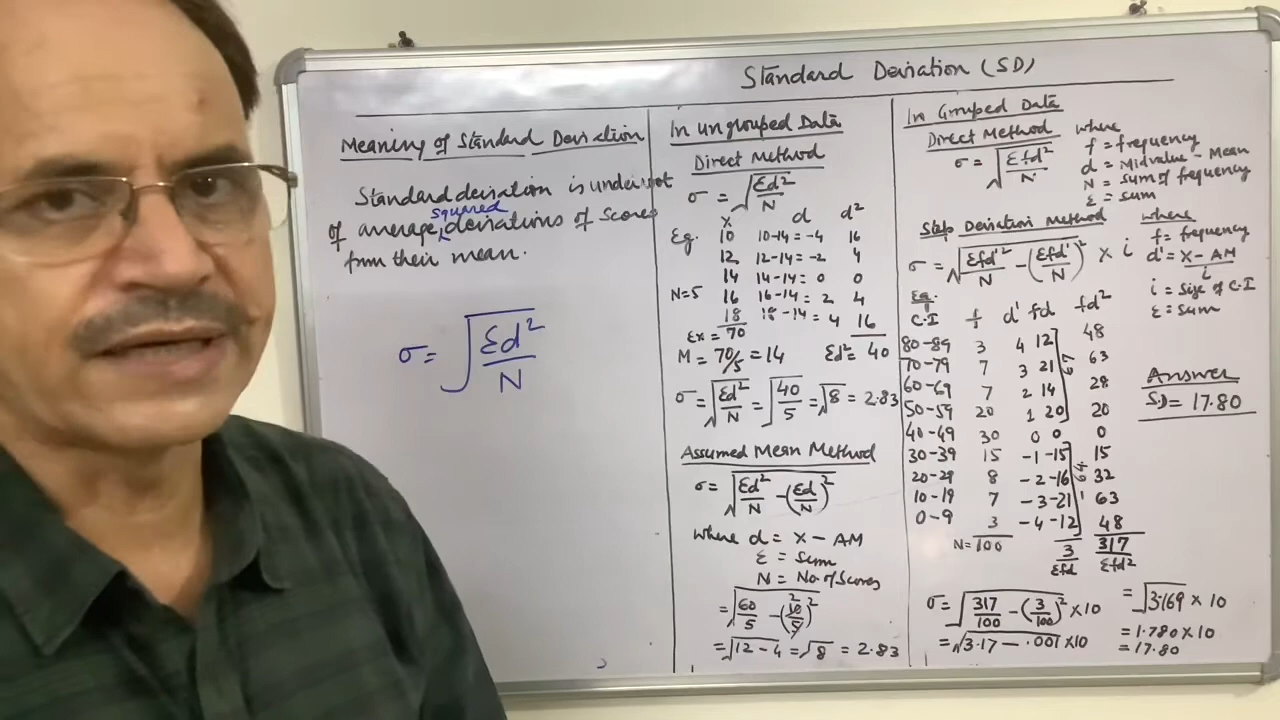 Standard Deviation (SD)
Meaning of Standard Deviation
Standard deviation is under root
squared
of average deviations of Scores
from their mean.
σ = √Σd²/N
In ungrouped Data
Direct Method
σ = √Σd²/N
X d d²
Eg. 10 10-14 = -4 16
12 12-14 = -2 4
14 14-14 = 0 0
N=5 16 16-14 = 2 4
18 18-14 = 4 16
Σx = 70
M = 70/5 = 14 Σd² = 40
σ = √Σd²/N = √40/5 = √8 = 2.83
Assumed Mean Method
σ = √Σd²/N - (Σd/N)²
where d = X - AM
Σ = Sum
N = No. of Scores
= √60/5 - (10/5)²
2
= √12 - 4 = √8 = 2.83
In Grouped Data
Direct Method
σ = √Σfd²/N
where
f = frequency
d = Midvalue - Mean
N = Sum of frequency
Σ = Sum
Step Deviation Method
σ = √Σfd'²/N - (Σfd'/N)² × i
where
f = frequency
d' = X - AM/i
i = Size of C.I
Σ = Sum
Eg.
C.I f d' fd fd²
80-89 3 4 12 48
70-79 7 3 21 63
60-69 7 2 14 28
50-59 20 1 20 20
40-49 30 0 0 0
30-39 15 -1 -15 15
20-29 8 -2 -16 32
10-19 7 -3 -21 63
0-9 3 -4 -12 48
67
-64
N = 100 3 317
Σfd Σfd²
σ = √317/100 - (3/100)² × 10
= √3.17 - .001 × 10
= √3.169 × 10
= 1.780 × 10
= 17.80
Answer
S.D = 17.80